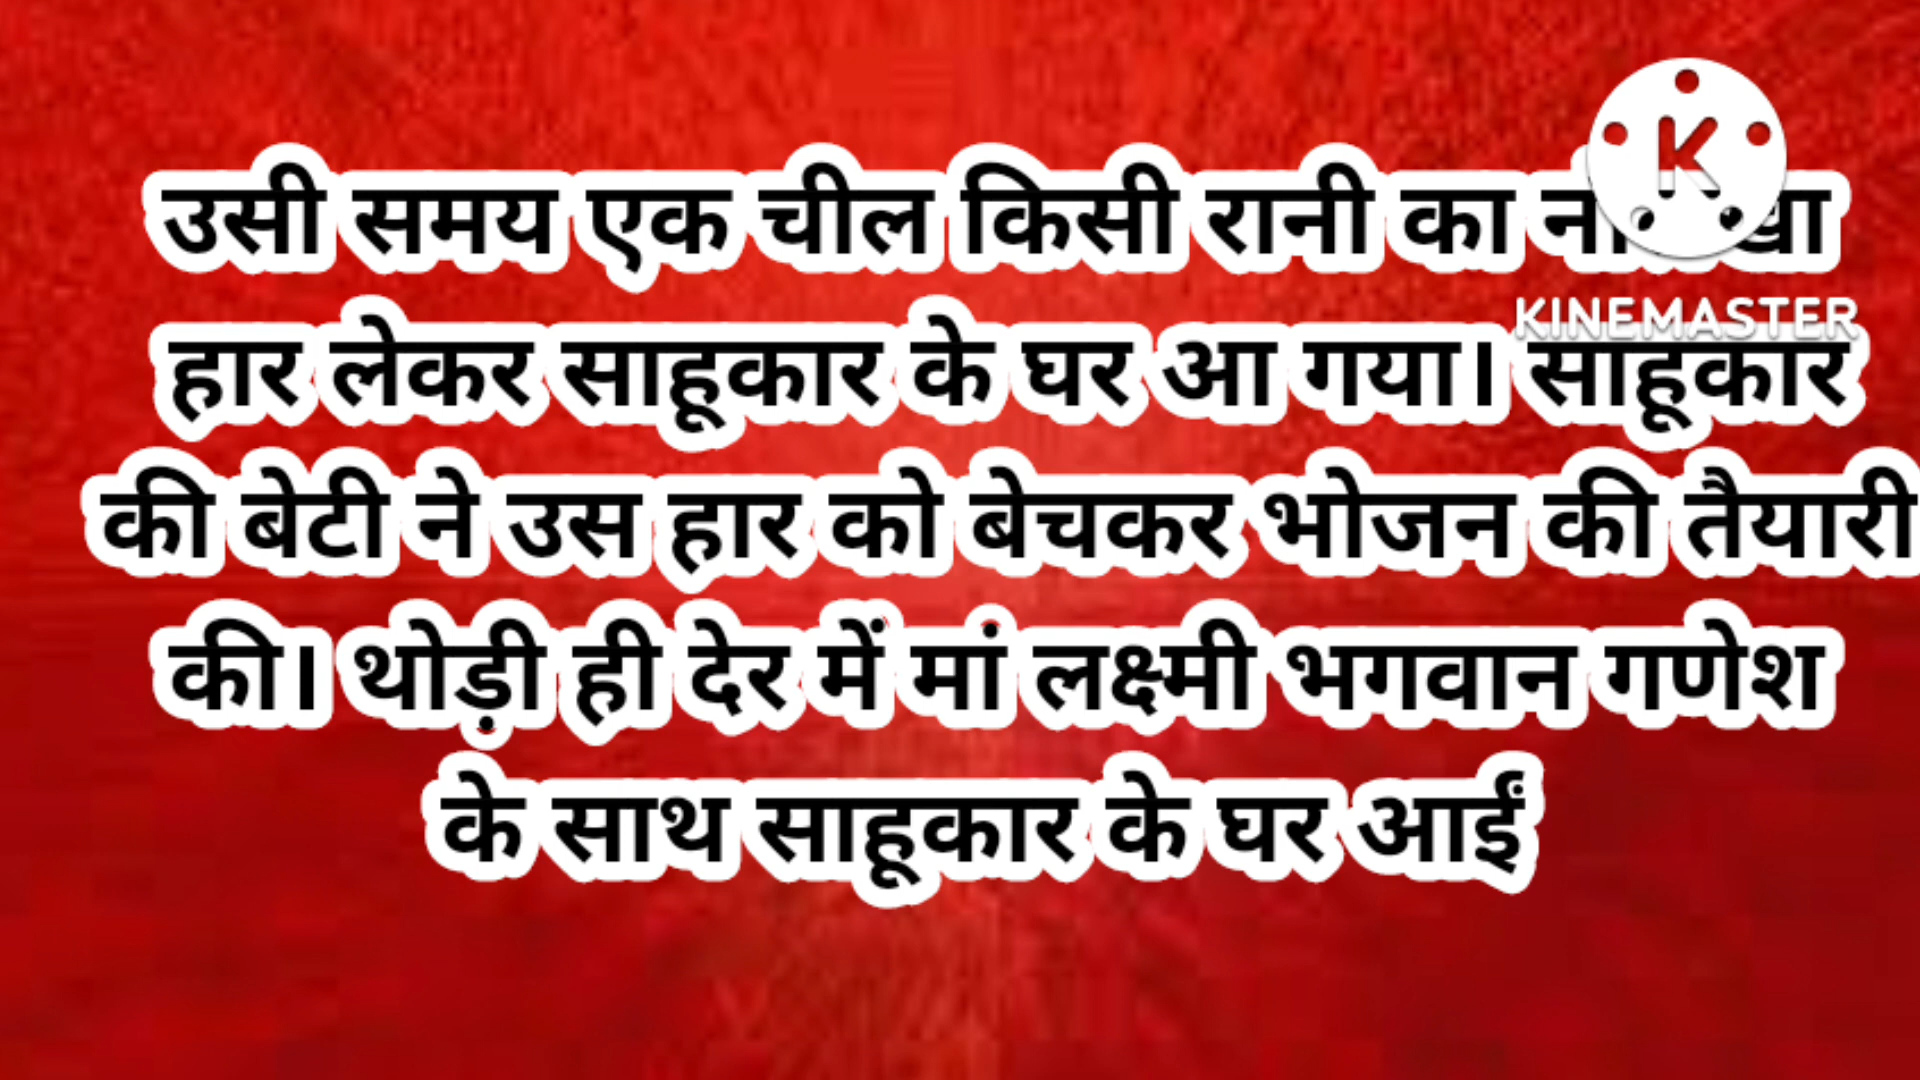 उसी समय एक चील किसी रानी का
KINEMASTER
हार लेकर साहूकार के घर आ गया। साहूकार
की बेटी ने उस हार को बेचकर भोजन की तैयारी
की। थोड़ी ही देर में मां लक्ष्मी भगवान गणेश
के साथ साहूकार के घर आईं